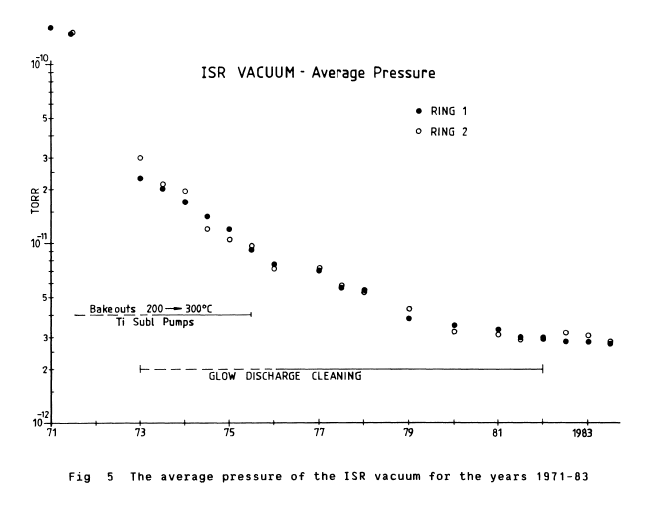 ISR VACUUM - Average Pressure
● RING 1
○ RING 2
TORR
10⁻¹⁰
5
3
2
10⁻¹¹
5
3
2
10⁻¹²
Bakeouts 200 → 300°C
Ti Subl Pumps
GLOW DISCHARGE CLEANING
71 73 75 77 79 81 1983
Fig 5 The average pressure of the ISR vacuum for the years 1971-83